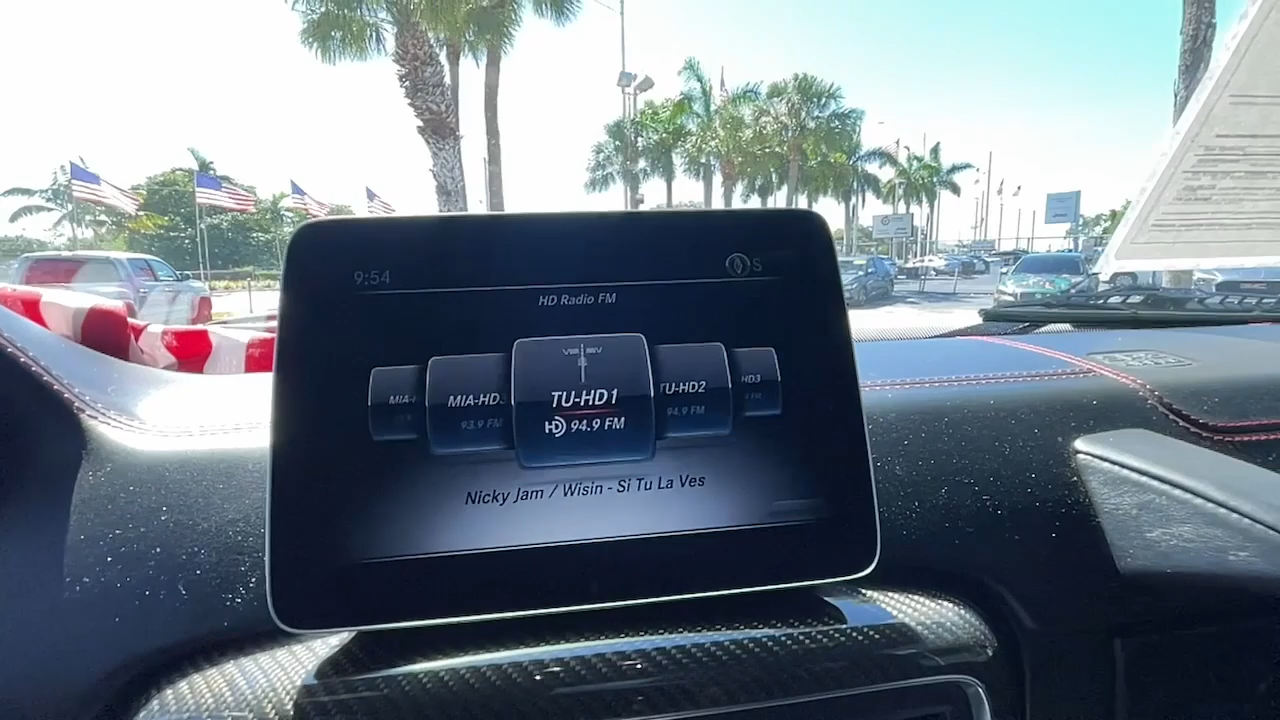 9:54
S
HD Radio FM
MIA-HD
93.9 FM
TU-HD1
HD 94.9 FM
TU-HD2
94.9 FM
HD3
Nicky Jam / Wisin - Si Tu La Ves